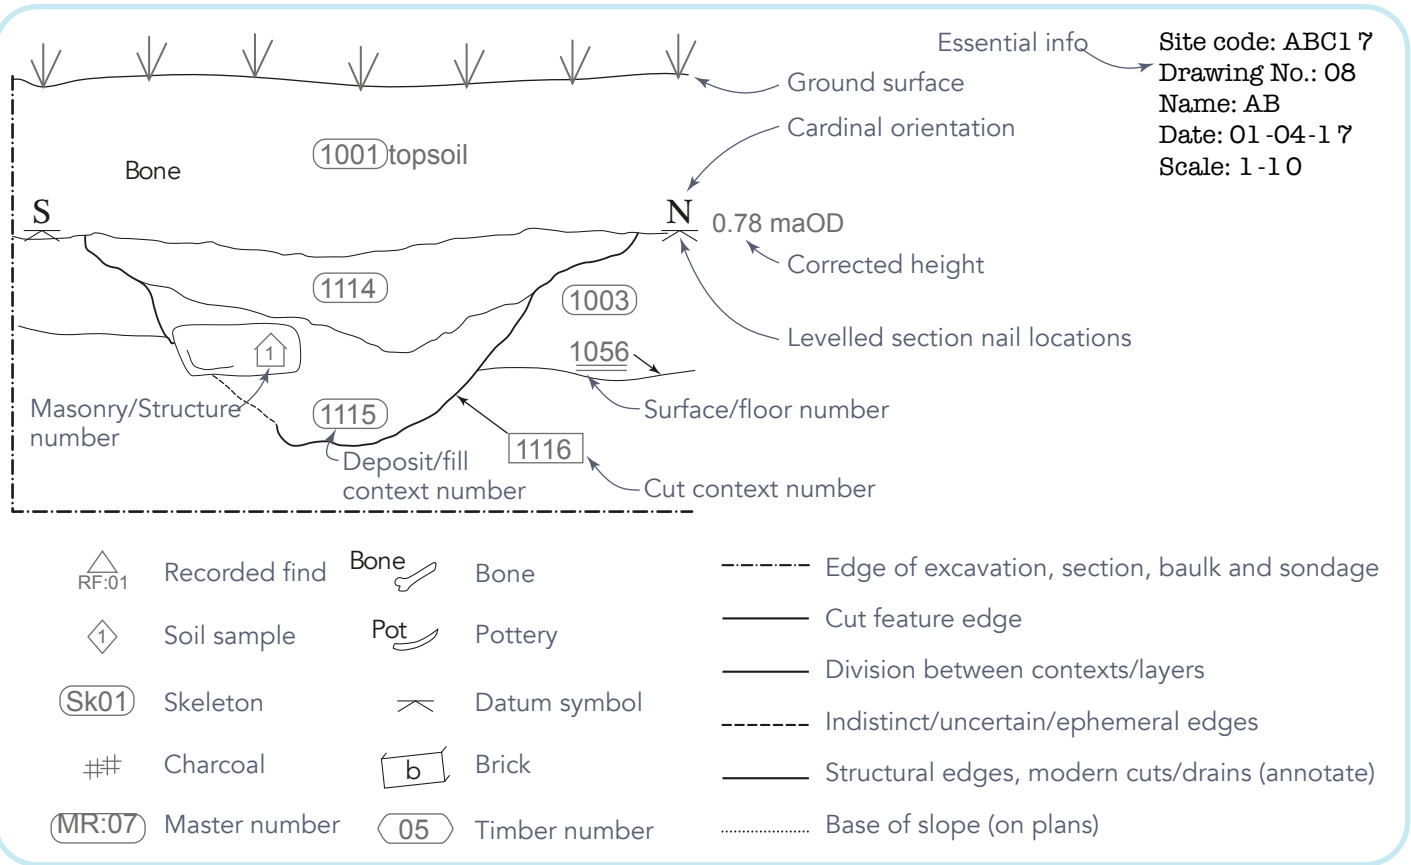 Essential info
Site code: ABC17
Drawing No.: 08
Name: AB
Date: 01-04-17
Scale: 1-10
Ground surface
Cardinal orientation
1001 topsoil
Bone
S
N
0.78 maOD
Corrected height
1114
1003
Levelled section nail locations
1056
1
Masonry/Structure
number
Surface/floor number
1115
1116
Deposit/fill
context number
Cut context number
RF:01
Recorded find
Bone
Bone
Edge of excavation, section, baulk and sondage
1
Soil sample
Pot
Pottery
Cut feature edge
Sk01
Skeleton
Datum symbol
Division between contexts/layers
Indistinct/uncertain/ephemeral edges
Charcoal
b
Brick
Structural edges, modern cuts/drains (annotate)
MR:07
Master number
05
Timber number
Base of slope (on plans)